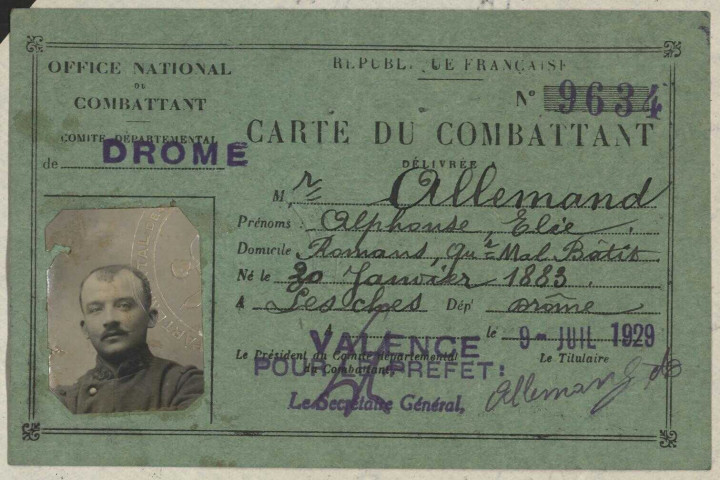 OFFICE NATIONAL
DU
COMBATTANT
COMITÉ DÉPARTEMENTAL
de DROME
RÉPUBLIQUE FRANÇAISE
N° 9634
CARTE DU COMBATTANT
DÉLIVRÉE A
M, r Allemand
Prénoms : Alphonse, Elie.
Domicile Romans, Qu r Mal Bâtit
Né le 30 Janvier 1883.
à Les ches Dép t Drôme
A VALENCE le 9 - JUIL 1929
Le Président du Comité départemental
du Combattant,
Le Titulaire
POUR LE PREFET:
Le Secrétaire Général,
Allemand